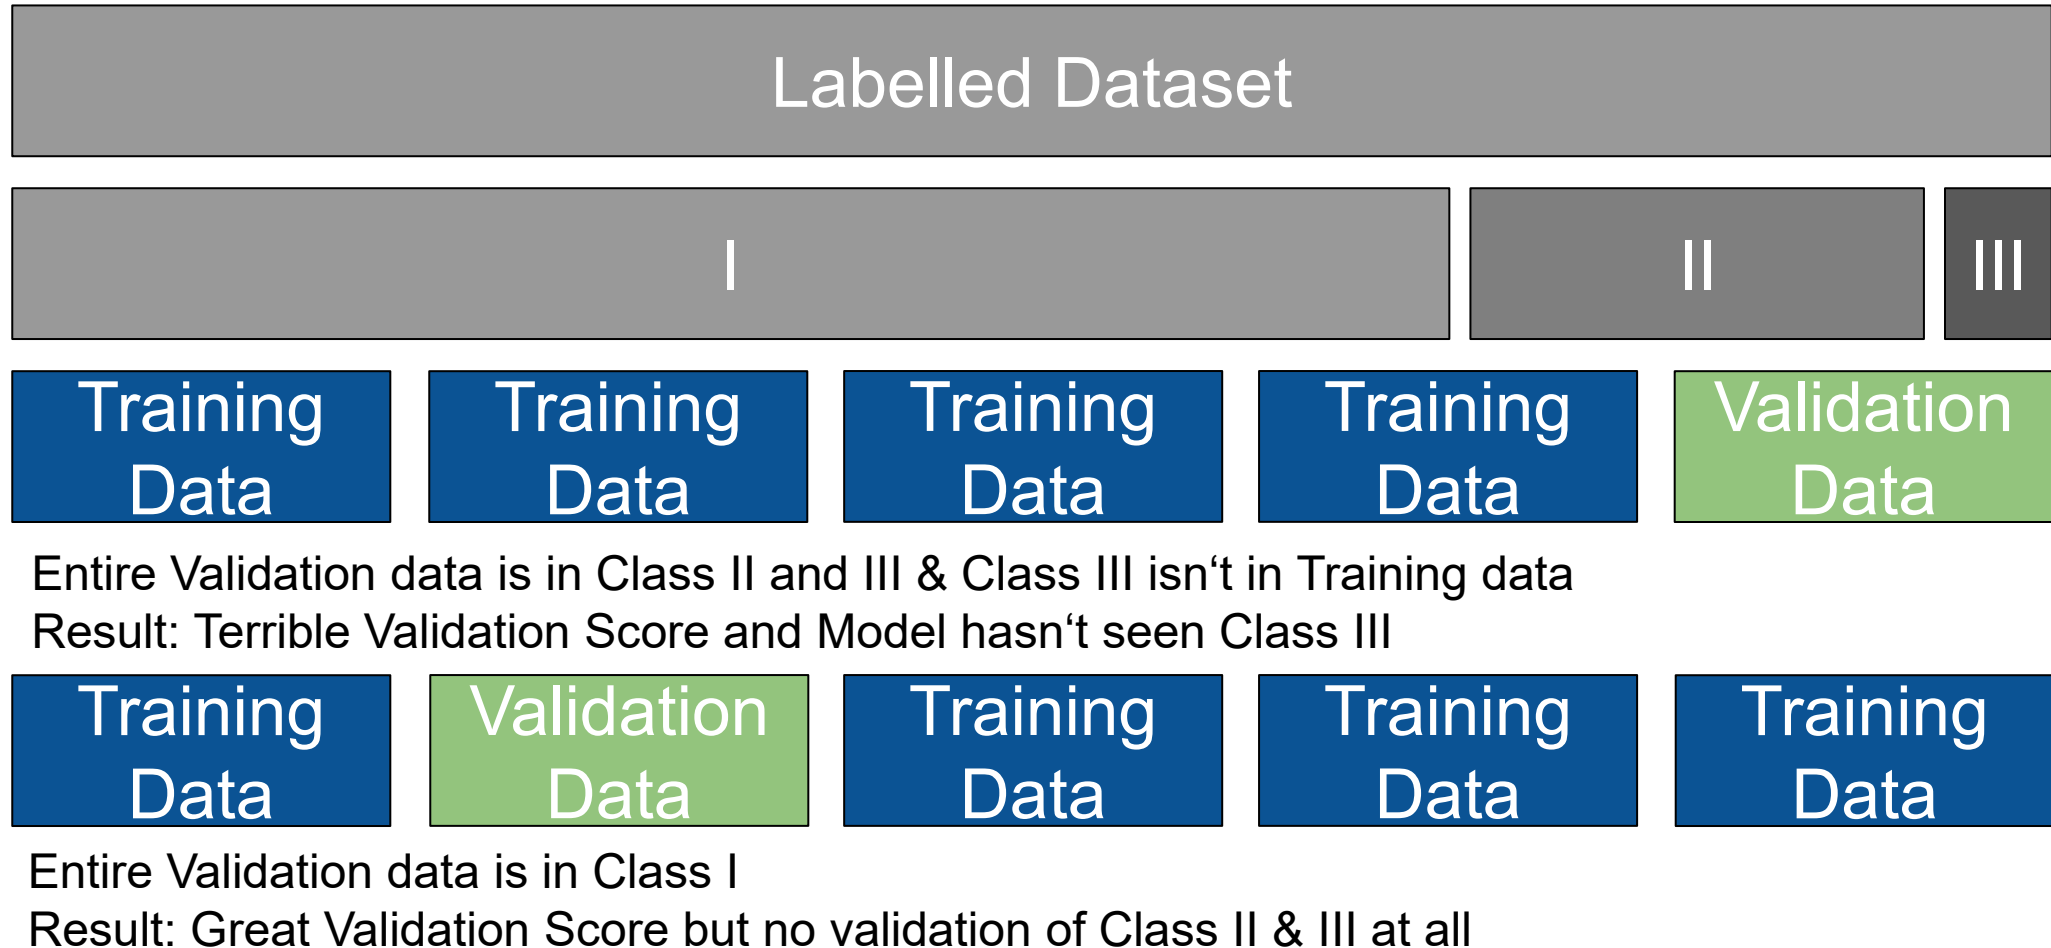 Labelled Dataset
I II III
Training Training Training Training Validation
Data Data Data Data Data
Entire Validation data is in Class II and III & Class III isn‘t in Training data
Result: Terrible Validation Score and Model hasn‘t seen Class III
Training Validation Training Training Training
Data Data Data Data Data
Entire Validation data is in Class I
Result: Great Validation Score but no validation of Class II & III at all